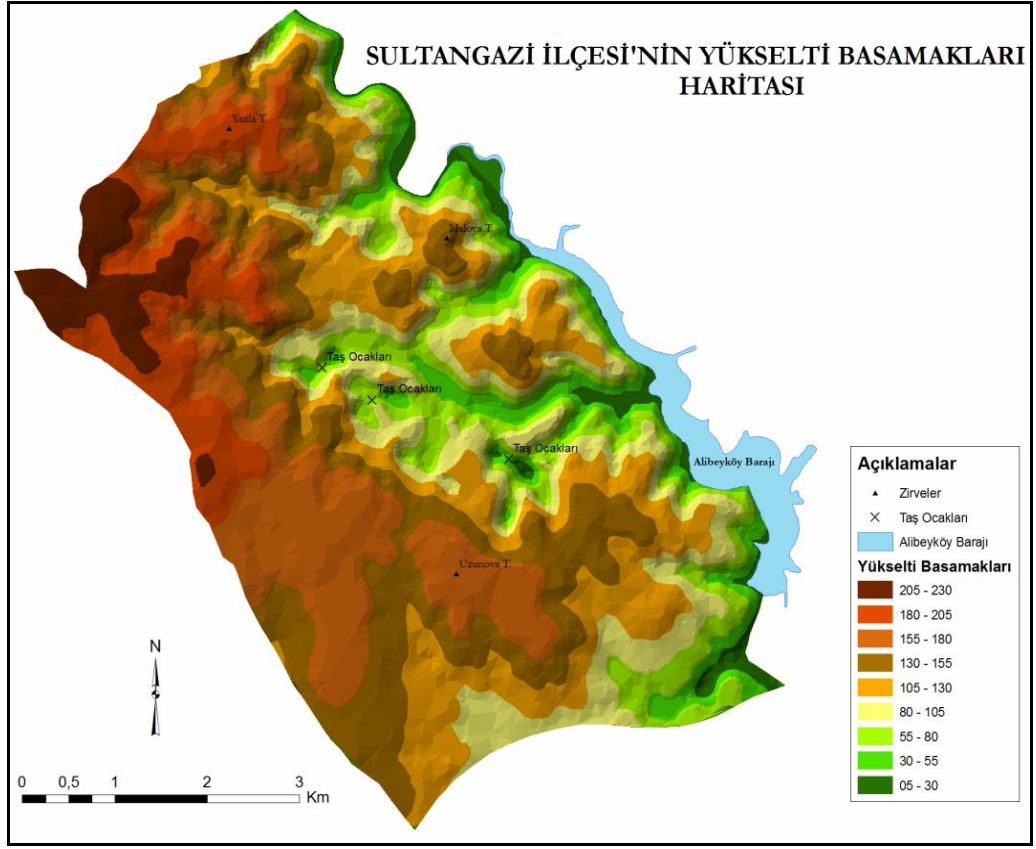 SULTANGAZİ İLÇESİ'NİN YÜKSELTİ BASAMAKLARI
HARİTASI
Yazla T.
Malova T.
Taş Ocakları
Taş Ocakları
Taş Ocakları
Alibeyköy Barajı
Uzunova T.
Açıklamalar
Zirveler
Taş Ocakları
Alibeyköy Barajı
Yükselti Basamakları
205 - 230
180 - 205
155 - 180
130 - 155
105 - 130
80 - 105
55 - 80
30 - 55
05 - 30
N
0 0,5 1 2 3
Km